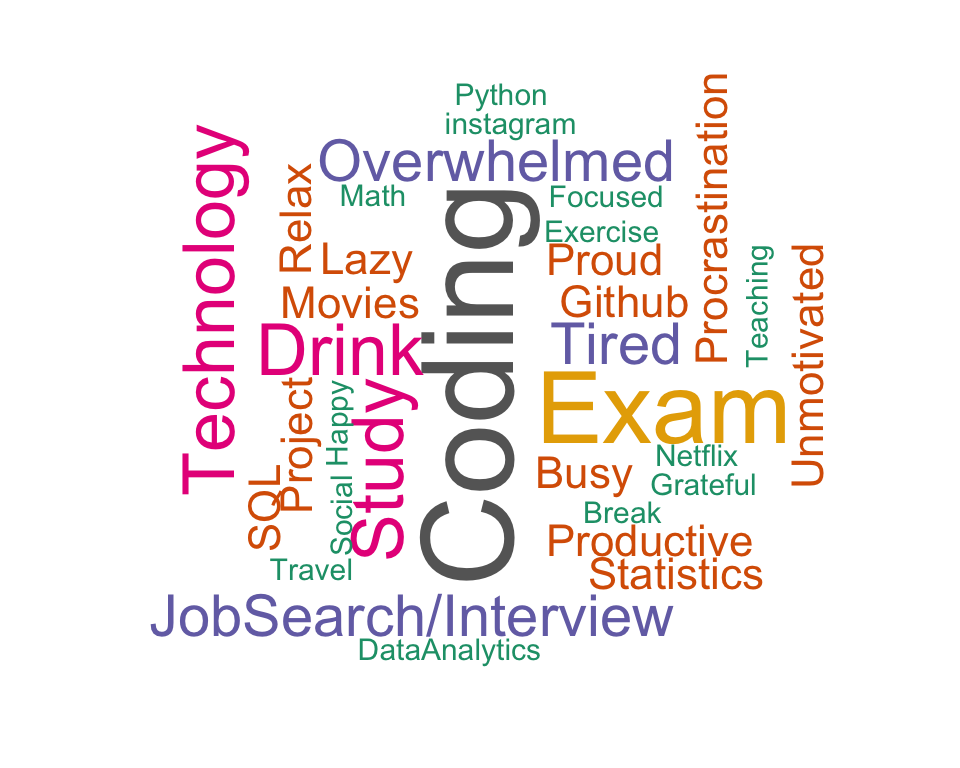 Python
instagram
Overwhelmed
Technology
Relax
Math
Focused
Procrastination
Exercise
Lazy
Proud
Teaching
Unmotivated
Movies
Github
Coding
Drink
Tired
Exam
Project
Happy
Study
SQL
Social
Busy
Netflix
Grateful
Break
Productive
Travel
Statistics
JobSearch/Interview
DataAnalytics